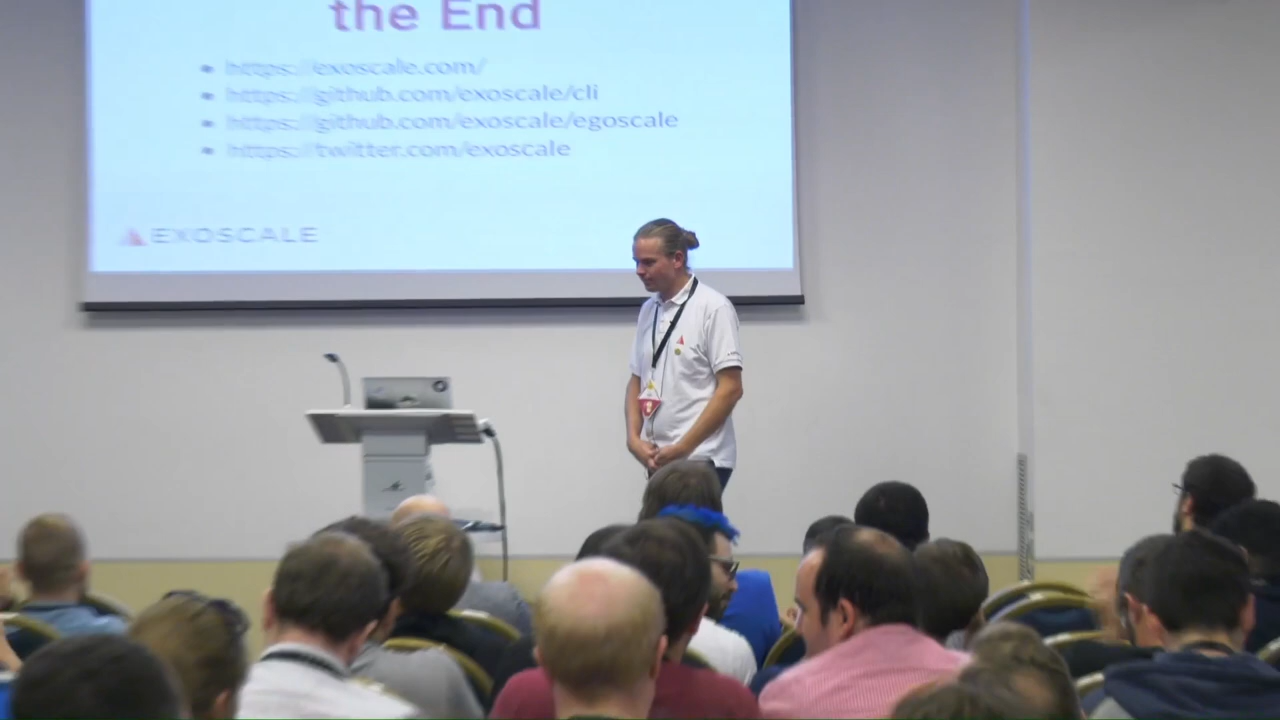 the End
https://exoscale.com/
https://github.com/exoscale/cli
https://github.com/exoscale/egoscale
https://twitter.com/exoscale
EXOSCALE